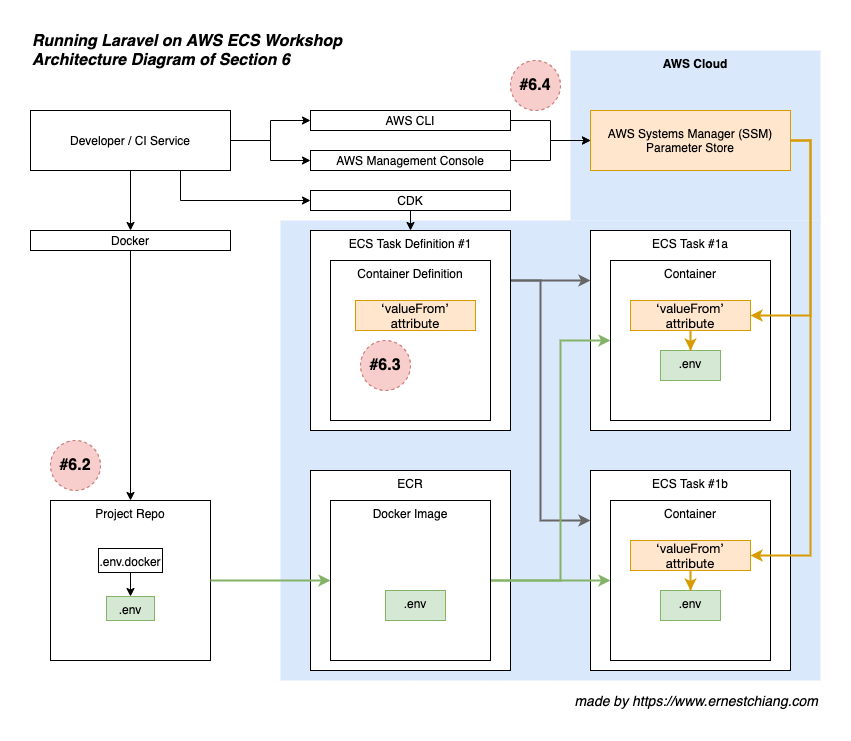 Running Laravel on AWS ECS Workshop
Architecture Diagram of Section 6
#6.4
AWS Cloud
Developer / CI Service
AWS CLI
AWS Management Console
CDK
AWS Systems Manager (SSM)
Parameter Store
Docker
ECS Task Definition #1
Container Definition
‘valueFrom’
attribute
#6.3
ECS Task #1a
Container
‘valueFrom’
attribute
.env
#6.2
Project Repo
.env.docker
.env
ECR
Docker Image
.env
ECS Task #1b
Container
‘valueFrom’
attribute
.env
made by https://www.ernestchiang.com